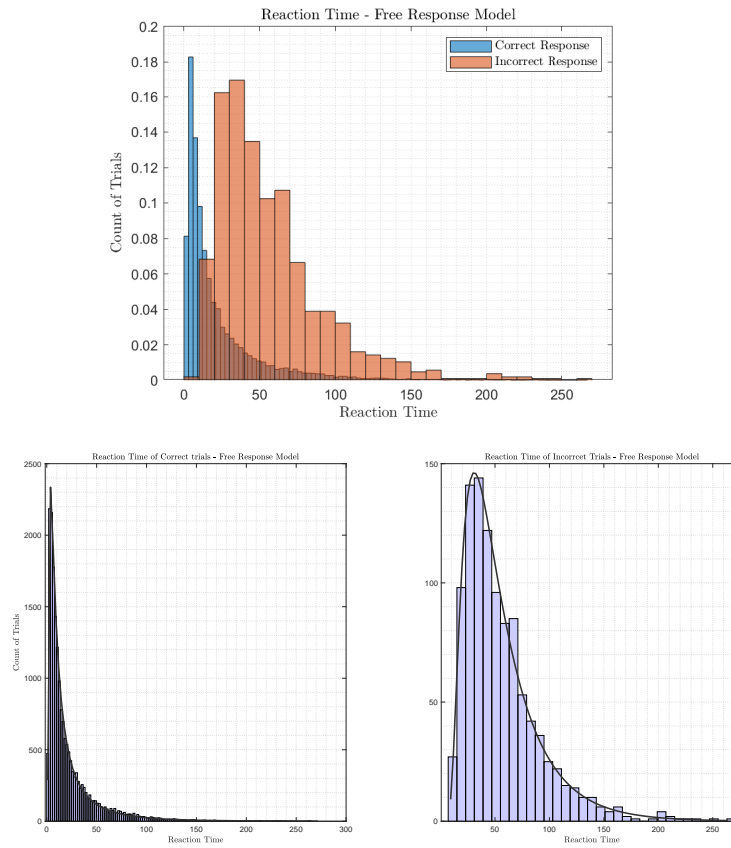 Reaction Time - Free Response Model
Correct Response
Incorrect Response
0.2
0.18
0.16
0.14
0.12
0.1
0.08
0.06
0.04
0.02
0
Count of Trials
0 50 100 150 200 250
Reaction Time
Reaction Time of Correct trials - Free Response Model
2500
2000
1500
1000
500
0
Count of Trials
0 50 100 150 200 250 300
Reaction Time
Reaction Time of Incorrect Trials - Free Response Model
150
100
50
0
50 100 150 200 250
Reaction Time